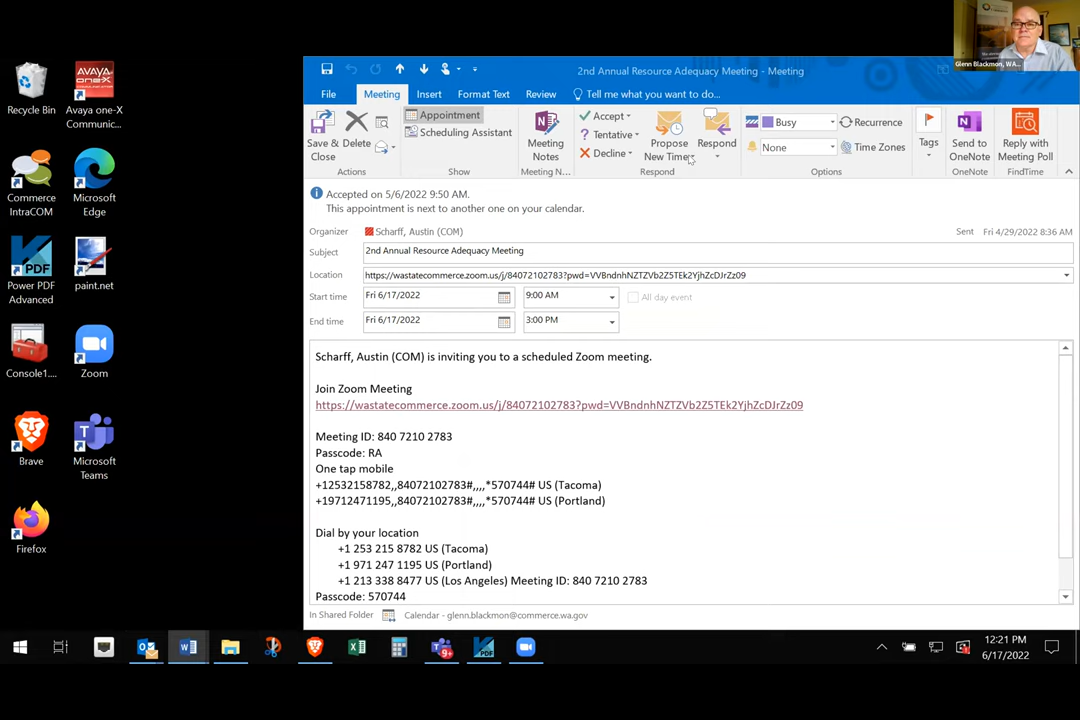 Glenn Blackmon, WA...
Recycle Bin
AVAYA
one-X
Avaya one-X
Communic...
Commerce
IntraCOM
Microsoft
Edge
PDF
Power PDF
Advanced
paint.net
Console1....
Zoom
Brave
Microsoft
Teams
Firefox
2nd Annual Resource Adequacy Meeting - Meeting
File Meeting Insert Format Text Review Tell me what you want to do...
Save &
Close
Delete
Actions
Appointment
Scheduling Assistant
Show
Meeting
Notes
Meeting N...
Accept
Tentative
Decline
Propose
New Time
Respond
Respond
Busy
None
Recurrence
Time Zones
Options
Tags
Send to
OneNote
OneNote
Reply with
Meeting Poll
FindTime
Accepted on 5/6/2022 9:50 AM.
This appointment is next to another one on your calendar.
Organizer Scharff, Austin (COM) Sent Fri 4/29/2022 8:36 AM
Subject 2nd Annual Resource Adequacy Meeting
Location https://wastatecommerce.zoom.us/j/84072102783?pwd=VVBndnhNZTZVb2Z5TEk2YjhZcDJrZz09
Start time Fri 6/17/2022 9:00 AM All day event
End time Fri 6/17/2022 3:00 PM
Scharff, Austin (COM) is inviting you to a scheduled Zoom meeting.
Join Zoom Meeting
https://wastatecommerce.zoom.us/j/84072102783?pwd=VVBndnhNZTZVb2Z5TEk2YjhZcDJrZz09
Meeting ID: 840 7210 2783
Passcode: RA
One tap mobile
+12532158782,,84072102783#,,,,*570744# US (Tacoma)
+19712471195,,84072102783#,,,,*570744# US (Portland)
Dial by your location
+1 253 215 8782 US (Tacoma)
+1 971 247 1195 US (Portland)
+1 213 338 8477 US (Los Angeles) Meeting ID: 840 7210 2783
Passcode: 570744
In Shared Folder Calendar - glenn.blackmon@commerce.wa.gov
9+
PDF
12:21 PM
6/17/2022